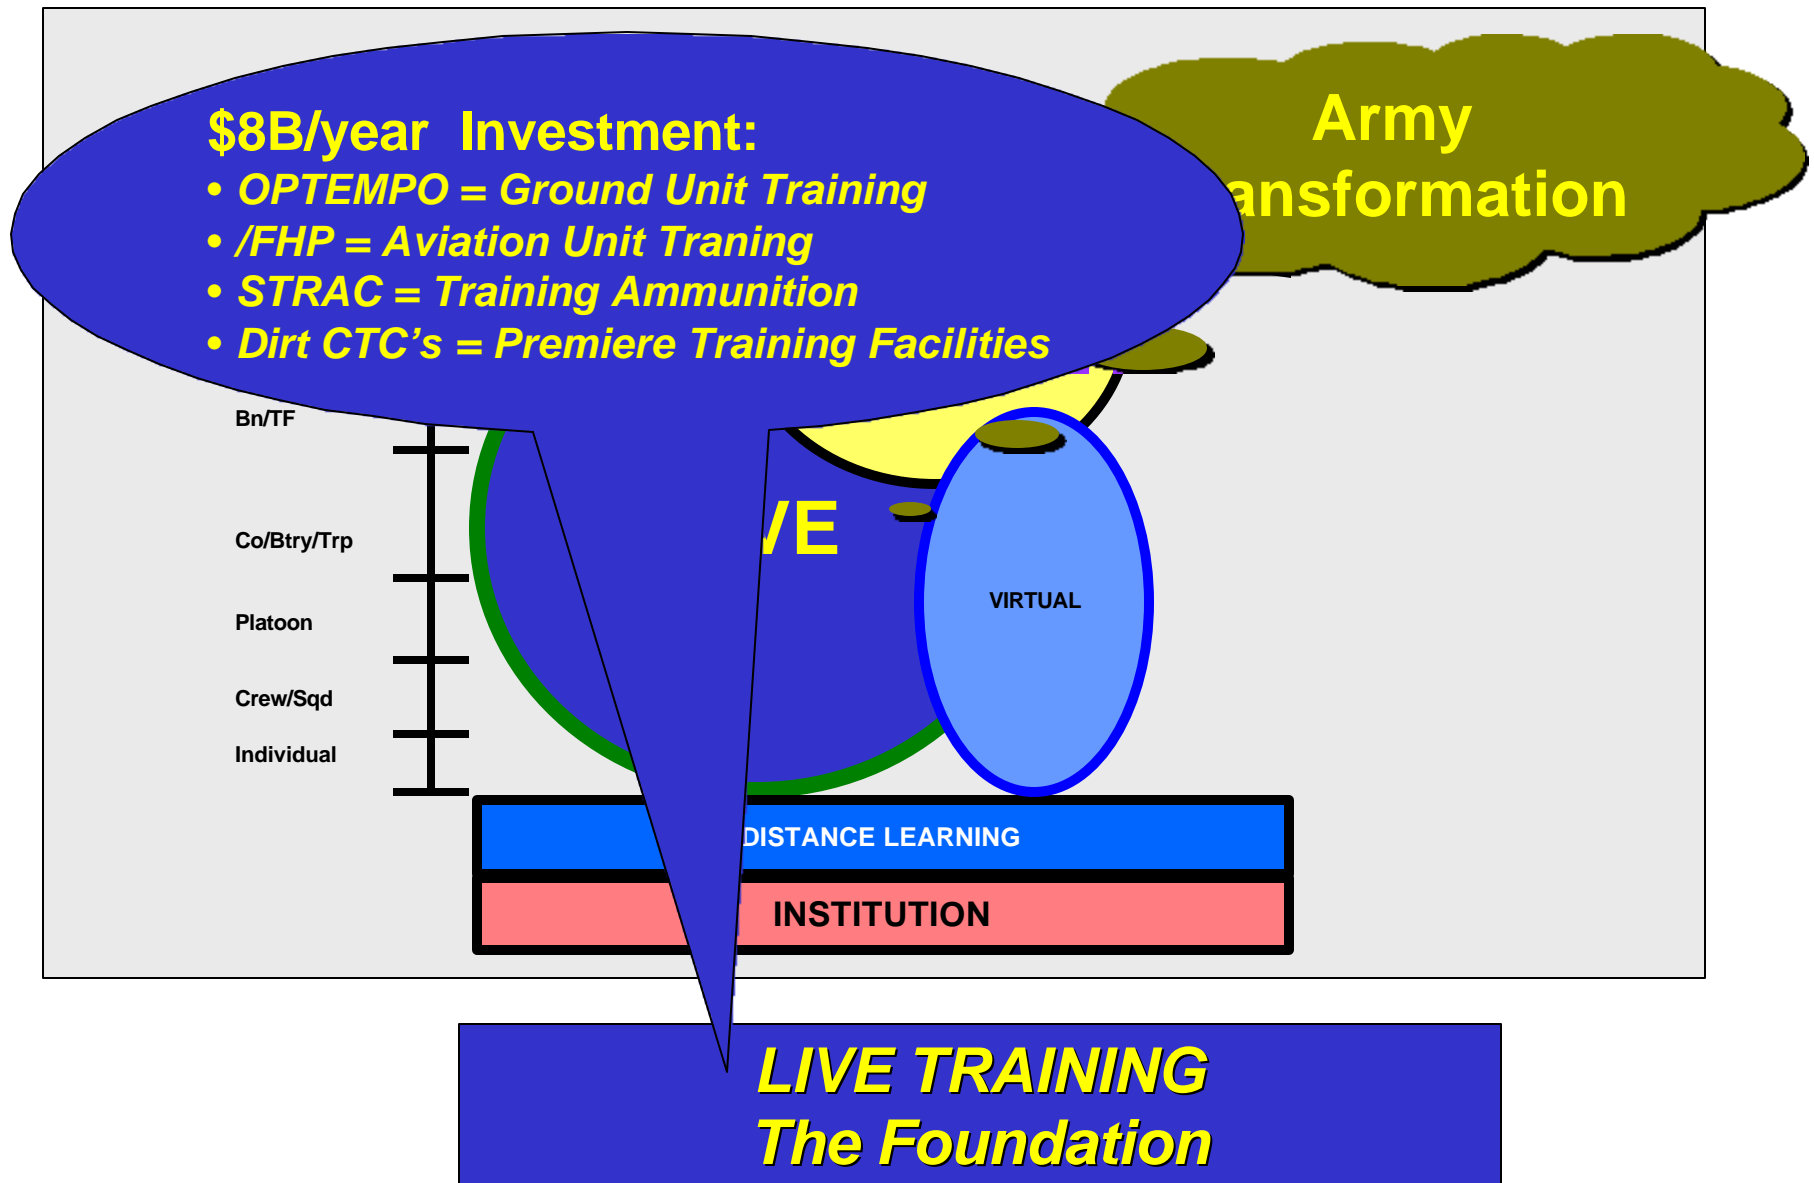 $8B/year  Investment:
• OPTEMPO = Ground Unit Training
• /FHP = Aviation Unit Traning
• STRAC = Training Ammunition
• Dirt CTC’s = Premiere Training Facilities
Army
ansformation
Bn/TF
Co/Btry/Trp
Platoon
Crew/Sqd
Individual
VE
VIRTUAL
DISTANCE LEARNING
INSTITUTION
LIVE TRAINING
The Foundation